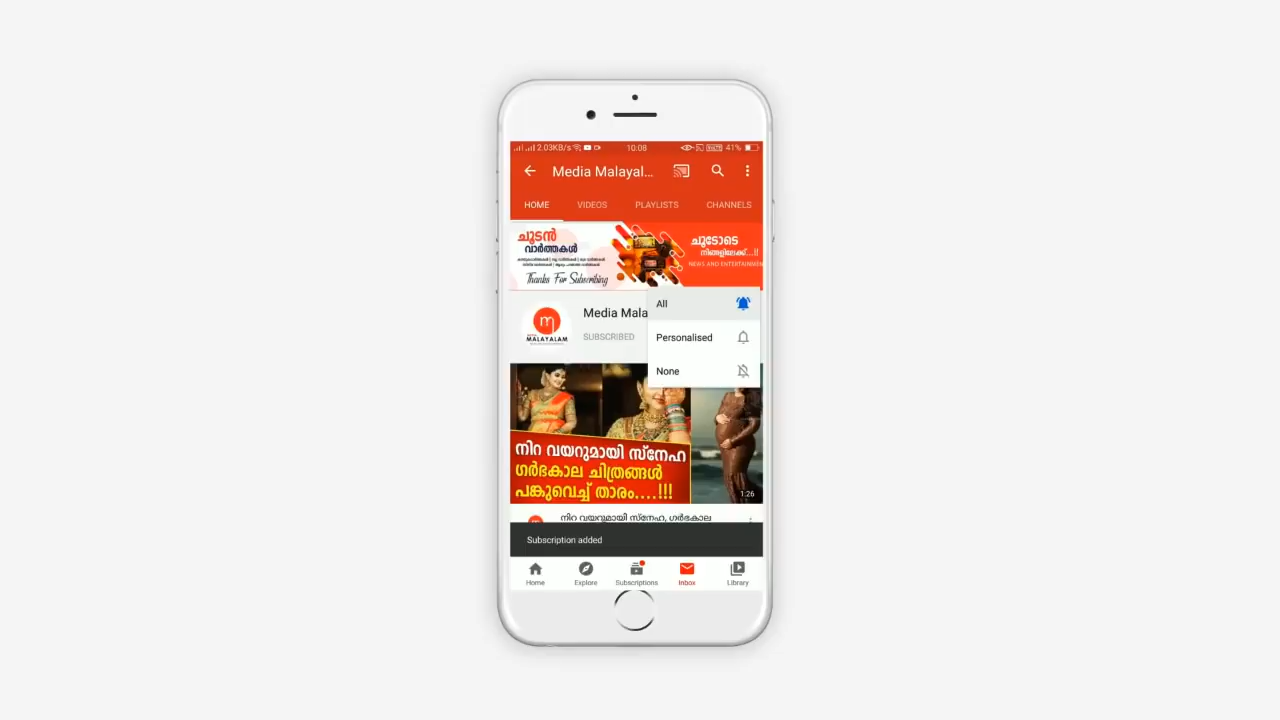 2.03KB/s
10:08
41%
Media Malayal...
HOME
VIDEOS
PLAYLISTS
CHANNELS
ചൂടൻ
വാർത്തകൾ
Thanks For Subscribing
ചൂടോടെ
നിങ്ങളിലേക്ക്...!!
NEWS AND ENTERTAINMEN
All
Media Mala
MALAYALAM
SUBSCRIBED
Personalised
None
നിറ വയറുമായി സ്നേഹ
ഗർഭകാല ചിത്രങ്ങൾ
പങ്കുവെച്ച് താരം....!!!
1:26
നിറ വയറുമായി സ്നേഹ, ഗർഭകാല
Subscription added
Home
Explore
Subscriptions
Inbox
Library